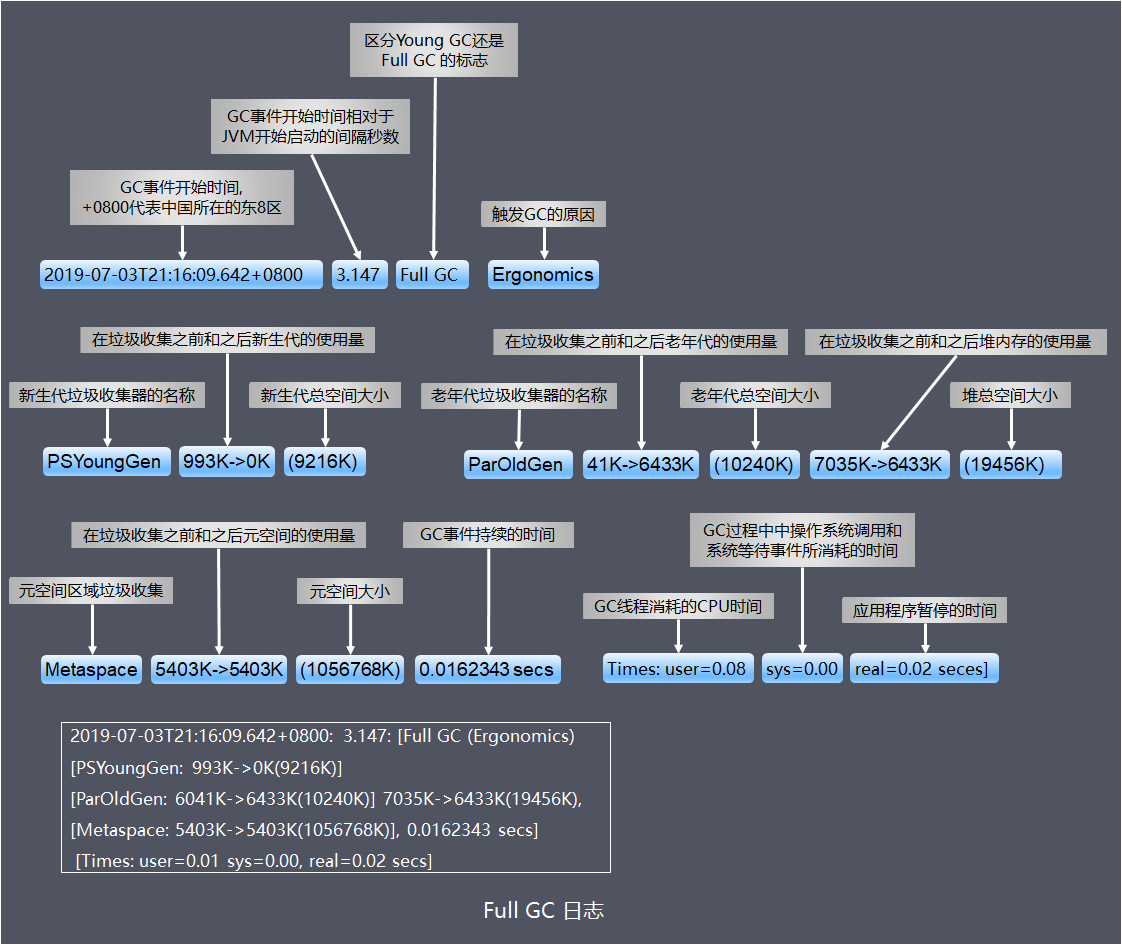 区分Young GC还是
Full GC 的标志
GC事件开始时间相对于
JVM开始启动的间隔秒数
GC事件开始时间,
+0800代表中国所在的东8区
触发GC的原因
2019-07-03T21:16:09.642+0800 3.147 Full GC Ergonomics
在垃圾收集之前和之后新生代的使用量
在垃圾收集之前和之后老年代的使用量
在垃圾收集之前和之后堆内存的使用量
新生代垃圾收集器的名称
新生代总空间大小
老年代垃圾收集器的名称
老年代总空间大小
堆总空间大小
PSYoungGen 993K->0K (9216K)
ParOldGen 41K->6433K (10240K) 7035K->6433K (19456K)
在垃圾收集之前和之后元空间的使用量
GC事件持续的时间
GC过程中中操作系统调用和
系统等待事件所消耗的时间
元空间区域垃圾收集
元空间大小
GC线程消耗的CPU时间
应用程序暂停的时间
Metaspace 5403K->5403K (1056768K) 0.0162343 secs
Times: user=0.08 sys=0.00 real=0.02 seces]
2019-07-03T21:16:09.642+0800: 3.147: [Full GC (Ergonomics)
[PSYoungGen: 993K->0K(9216K)]
[ParOldGen: 6041K->6433K(10240K)] 7035K->6433K(19456K),
[Metaspace: 5403K->5403K(1056768K)], 0.0162343 secs]
[Times: user=0.01 sys=0.00, real=0.02 secs]
Full GC 日志